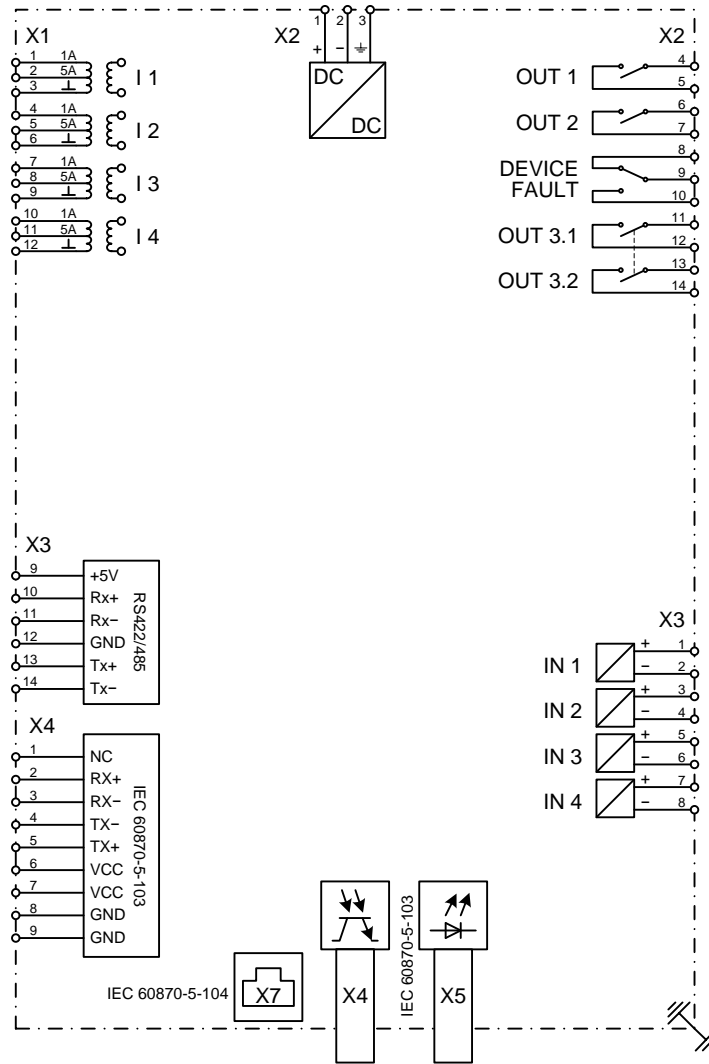 1 2 3
X1
X2
X2
+ −
DC
DC
1 1A
2 5A
3
I 1
4 1A
5 5A
6
I 2
7 1A
8 5A
9
I 3
10 1A
11 5A
12
I 4
OUT 1
4
5
OUT 2
6
7
DEVICE
FAULT
8
9
10
OUT 3.1
11
12
OUT 3.2
13
14
X3
9 +5V
10 Rx+
11 Rx−
12 GND
13 Tx+
14 Tx−
RS422/485
X4
1 NC
2 RX+
3 RX−
4 TX−
5 TX+
6 VCC
7 VCC
8 GND
9 GND
IEC 60870-5-103
X3
IN 1
+ 1
− 2
IN 2
+ 3
− 4
IN 3
+ 5
− 6
IN 4
+ 7
− 8
IEC 60870-5-104
X7
X4
IEC 60870-5-103
X5